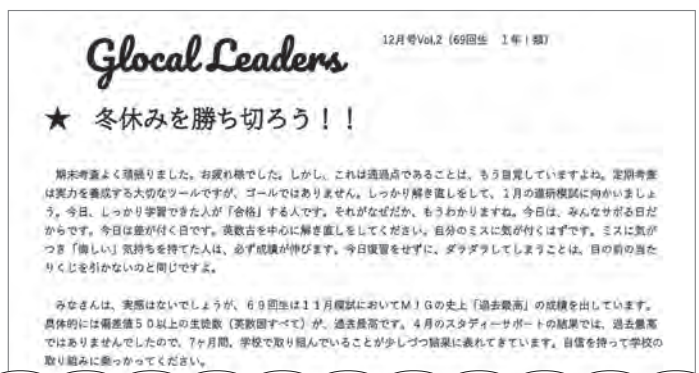 Glocal Leaders
12月号Vol.2 (69回生 1年Ⅰ類)
★ 冬休みを勝ち切ろう！！
期末考査よく頑張りました。お疲れ様でした。しかし、これは通過点であることは、もう自覚していますよね。定期考査
は実力を養成する大切なツールですが、ゴールではありません。しっかり解き直しをして、1月の進研模試に向かいましょ
う。今日、しっかり学習できた人が「合格」する人です。それがなぜだか、もうわかりますね。今日は、みんなサボる日だ
からです。今日は差が付く日です。英数古を中心に解き直しをしてください。自分のミスに気が付くはずです。ミスに気が
つき「悔しい」気持ちを持てた人は、必ず成績が伸びます。今日復習をせずに、ダラダラしてしまうことは、目の前の当た
りくじを引かないのと同じですよ。
みなさんは、実感はないでしょうが、６９回生は１１月模試においてＭＪＧの史上「過去最高」の成績を出しています。
具体的には偏差値５０以上の生徒数（英数国すべて）が、過去最高です。４月のスタディーサポートの結果では、過去最高
ではありませんでしたので、7ヶ月間、学校で取り組んでいることが少しづつ結果に表れてきています。自信を持って学校の
取り組みに乗っかってください。